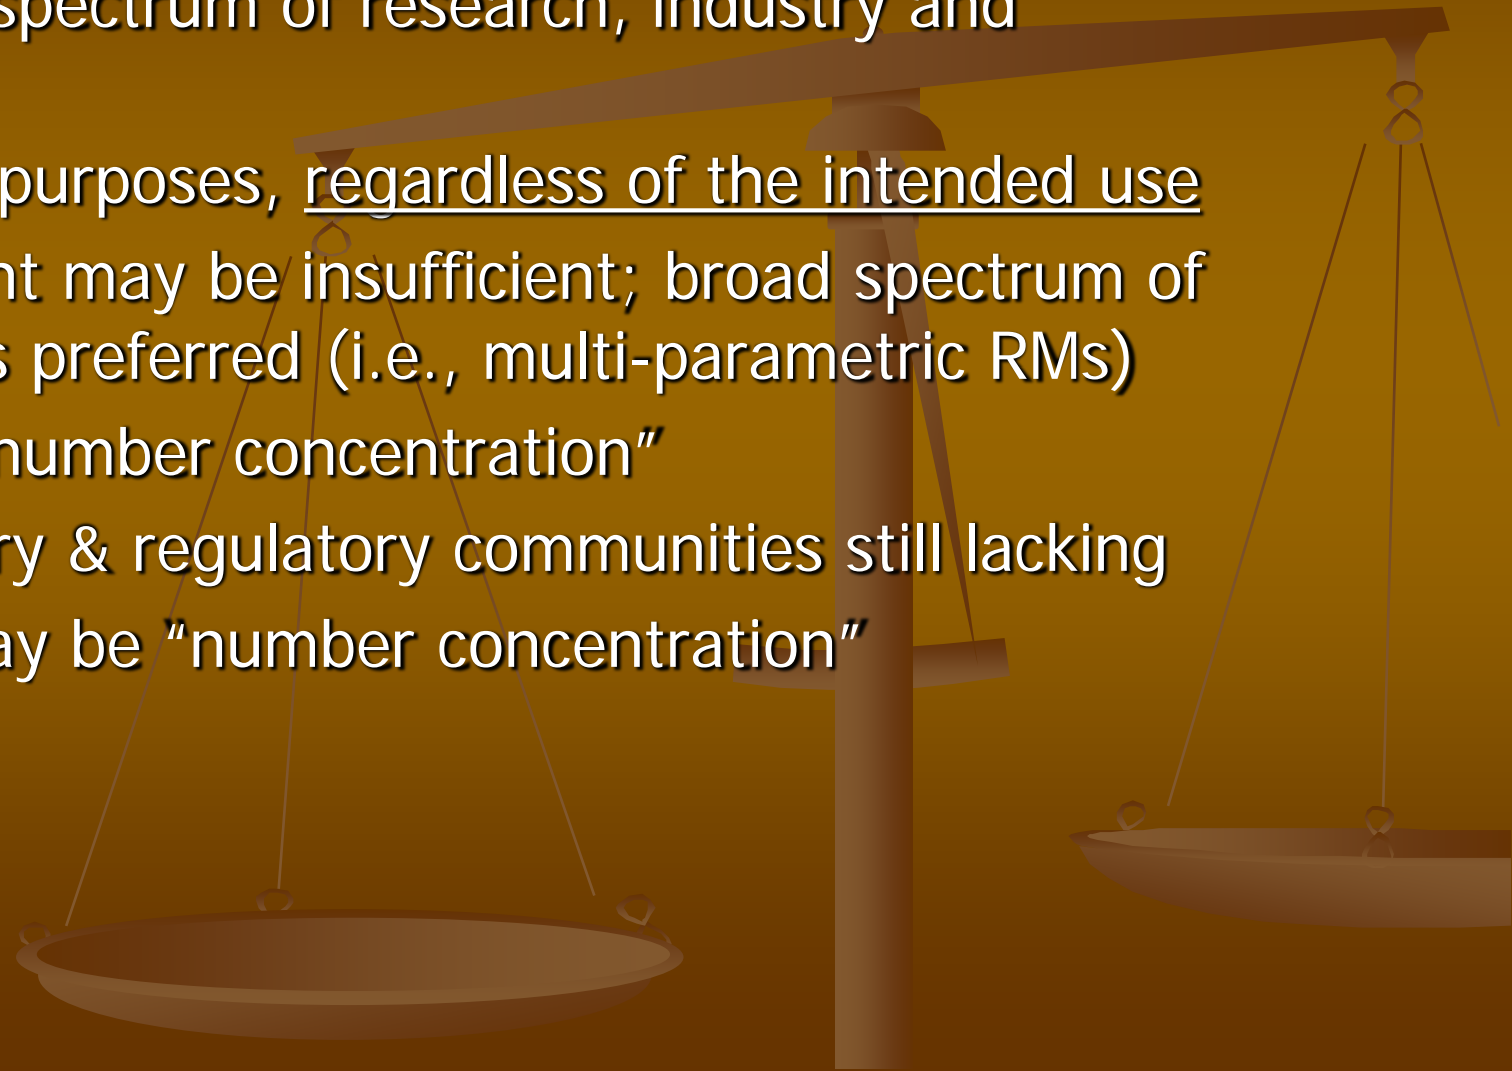 spectrum of research, industry and
purposes, regardless of the intended use
nt may be insufficient; broad spectrum of
s preferred (i.e., multi-parametric RMs)
number concentration”
ry & regulatory communities still lacking
ay be “number concentration”